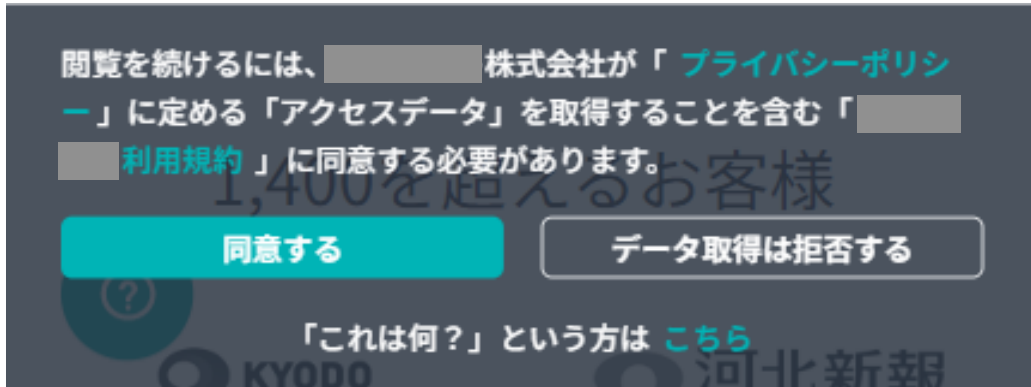 閲覧を続けるには、株式会社が「 プライバシーポリシ
ー 」に定める「アクセスデータ」を取得することを含む「
利用規約 」に同意する必要があります。
1,400を超えるお客様
同意する
データ取得は拒否する
「これは何？」という方は こちら
KYODO
河北新報